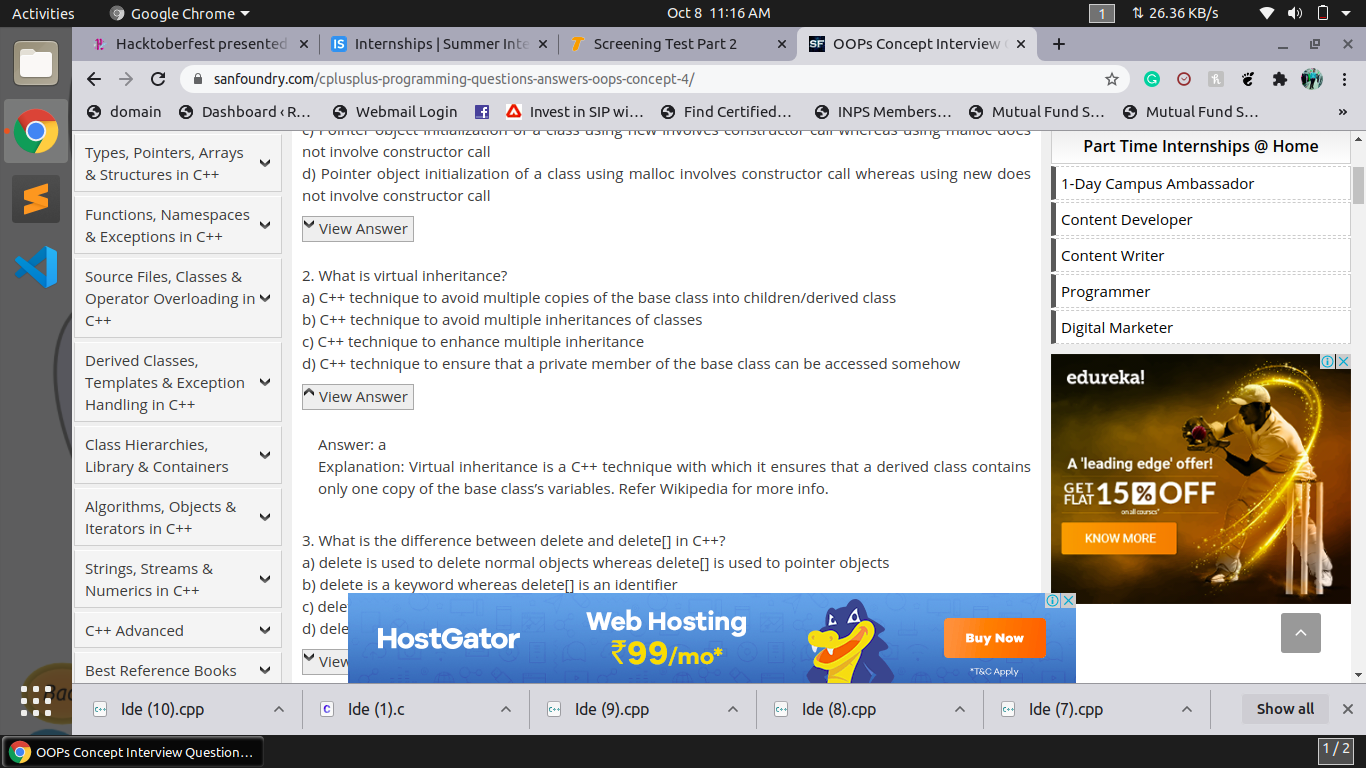 Activities
Google Chrome
Oct 8 11:16 AM
1
26.36 KB/s
Hacktoberfest presented
Internships | Summer Inte
Screening Test Part 2
OOPs Concept Interview
sanfoundry.com/cplusplus-programming-questions-answers-oops-concept-4/
domain
Dashboard ‹ R...
Webmail Login
Invest in SIP wi...
Find Certified...
INPS Members...
Mutual Fund S...
Mutual Fund S...
»
Types, Pointers, Arrays
& Structures in C++
Functions, Namespaces
& Exceptions in C++
Source Files, Classes &
Operator Overloading in
C++
Derived Classes,
Templates & Exception
Handling in C++
Class Hierarchies,
Library & Containers
Algorithms, Objects &
Iterators in C++
Strings, Streams &
Numerics in C++
C++ Advanced
Best Reference Books
c) Pointer object initialization of a class using new involves constructor call whereas using malloc does
not involve constructor call
d) Pointer object initialization of a class using malloc involves constructor call whereas using new does
not involve constructor call
View Answer
2. What is virtual inheritance?
a) C++ technique to avoid multiple copies of the base class into children/derived class
b) C++ technique to avoid multiple inheritances of classes
c) C++ technique to enhance multiple inheritance
d) C++ technique to ensure that a private member of the base class can be accessed somehow
View Answer
Answer: a
Explanation: Virtual inheritance is a C++ technique with which it ensures that a derived class contains
only one copy of the base class’s variables. Refer Wikipedia for more info.
3. What is the difference between delete and delete[] in C++?
a) delete is used to delete normal objects whereas delete[] is used to pointer objects
b) delete is a keyword whereas delete[] is an identifier
c) dele
d) dele
View
HostGator
Web Hosting
₹99/mo*
Buy Now
*T&C Apply
Part Time Internships @ Home
1-Day Campus Ambassador
Content Developer
Content Writer
Programmer
Digital Marketer
edureka!
A 'leading edge' offer!
GET FLAT 15% OFF
on all courses*
KNOW MORE
Ide (10).cpp
Ide (1).c
Ide (9).cpp
Ide (8).cpp
Ide (7).cpp
Show all
OOPs Concept Interview Question...
1 / 2